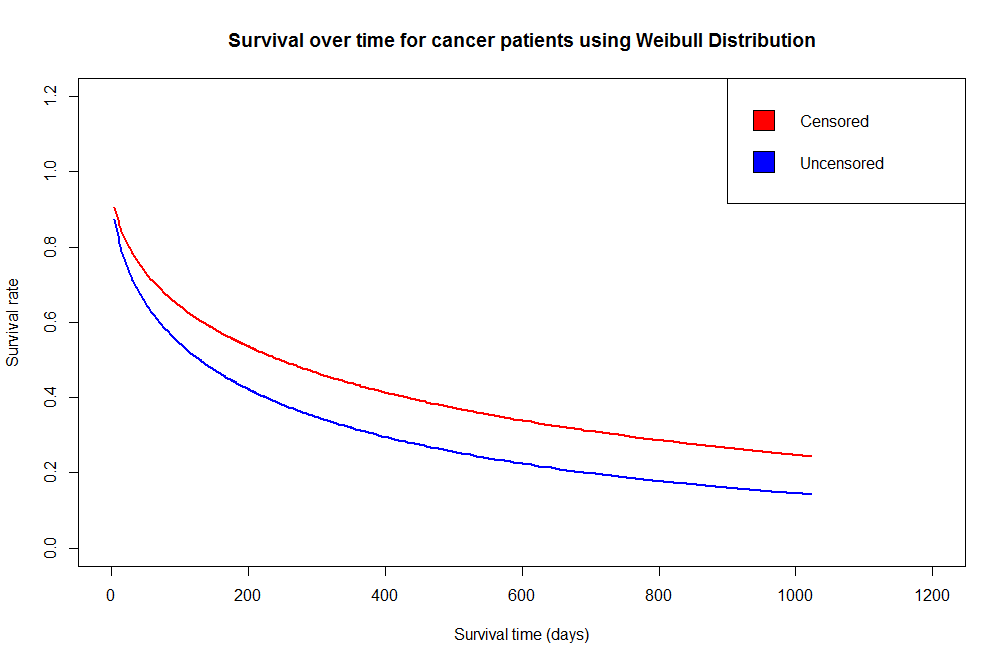 Survival over time for cancer patients using Weibull Distribution
Censored
Uncensored
Survival rate
1.2
1.0
0.8
0.6
0.4
0.2
0.0
0 200 400 600 800 1000 1200
Survival time (days)